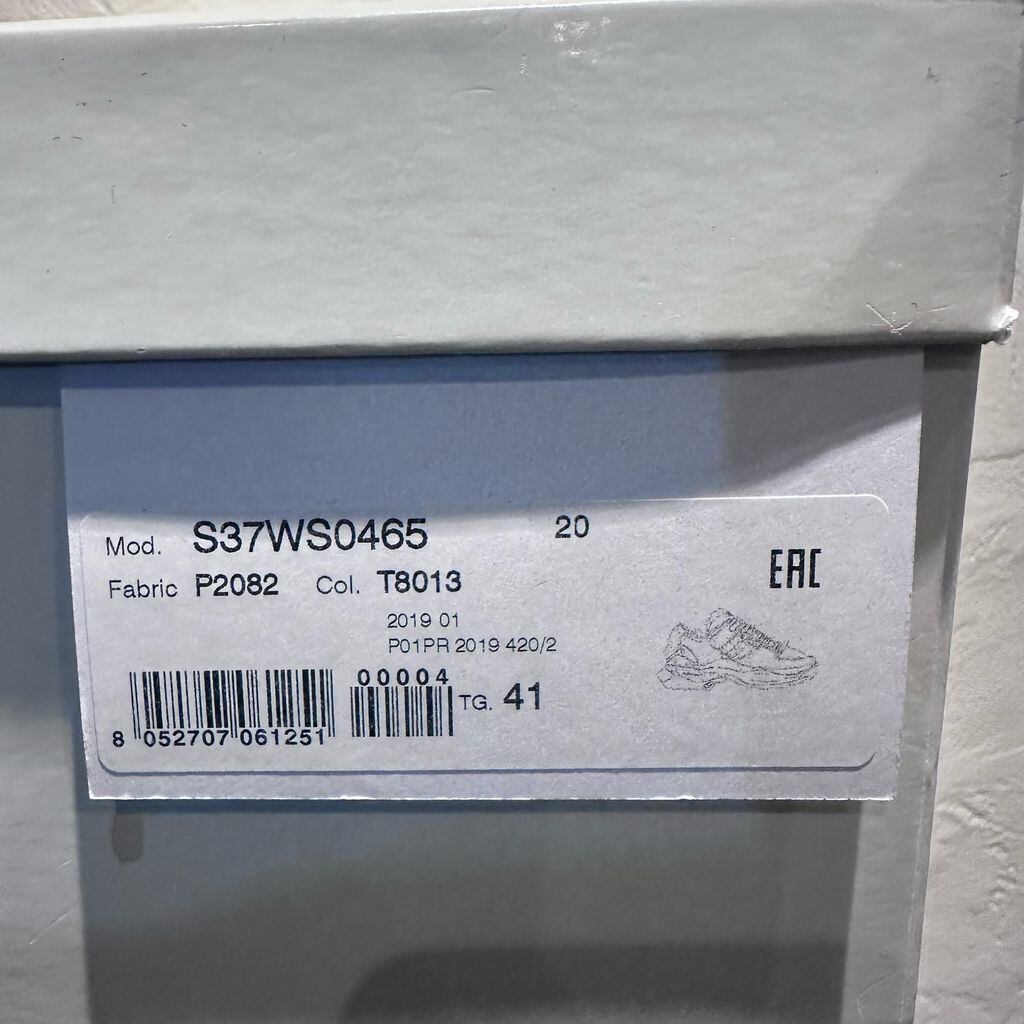 Mod. S37WS0465 20
Fabric P2082 Col. T8013
EAC
2019 01
P01PR 2019 420/2
00004
TG. 41
8 052707 061251